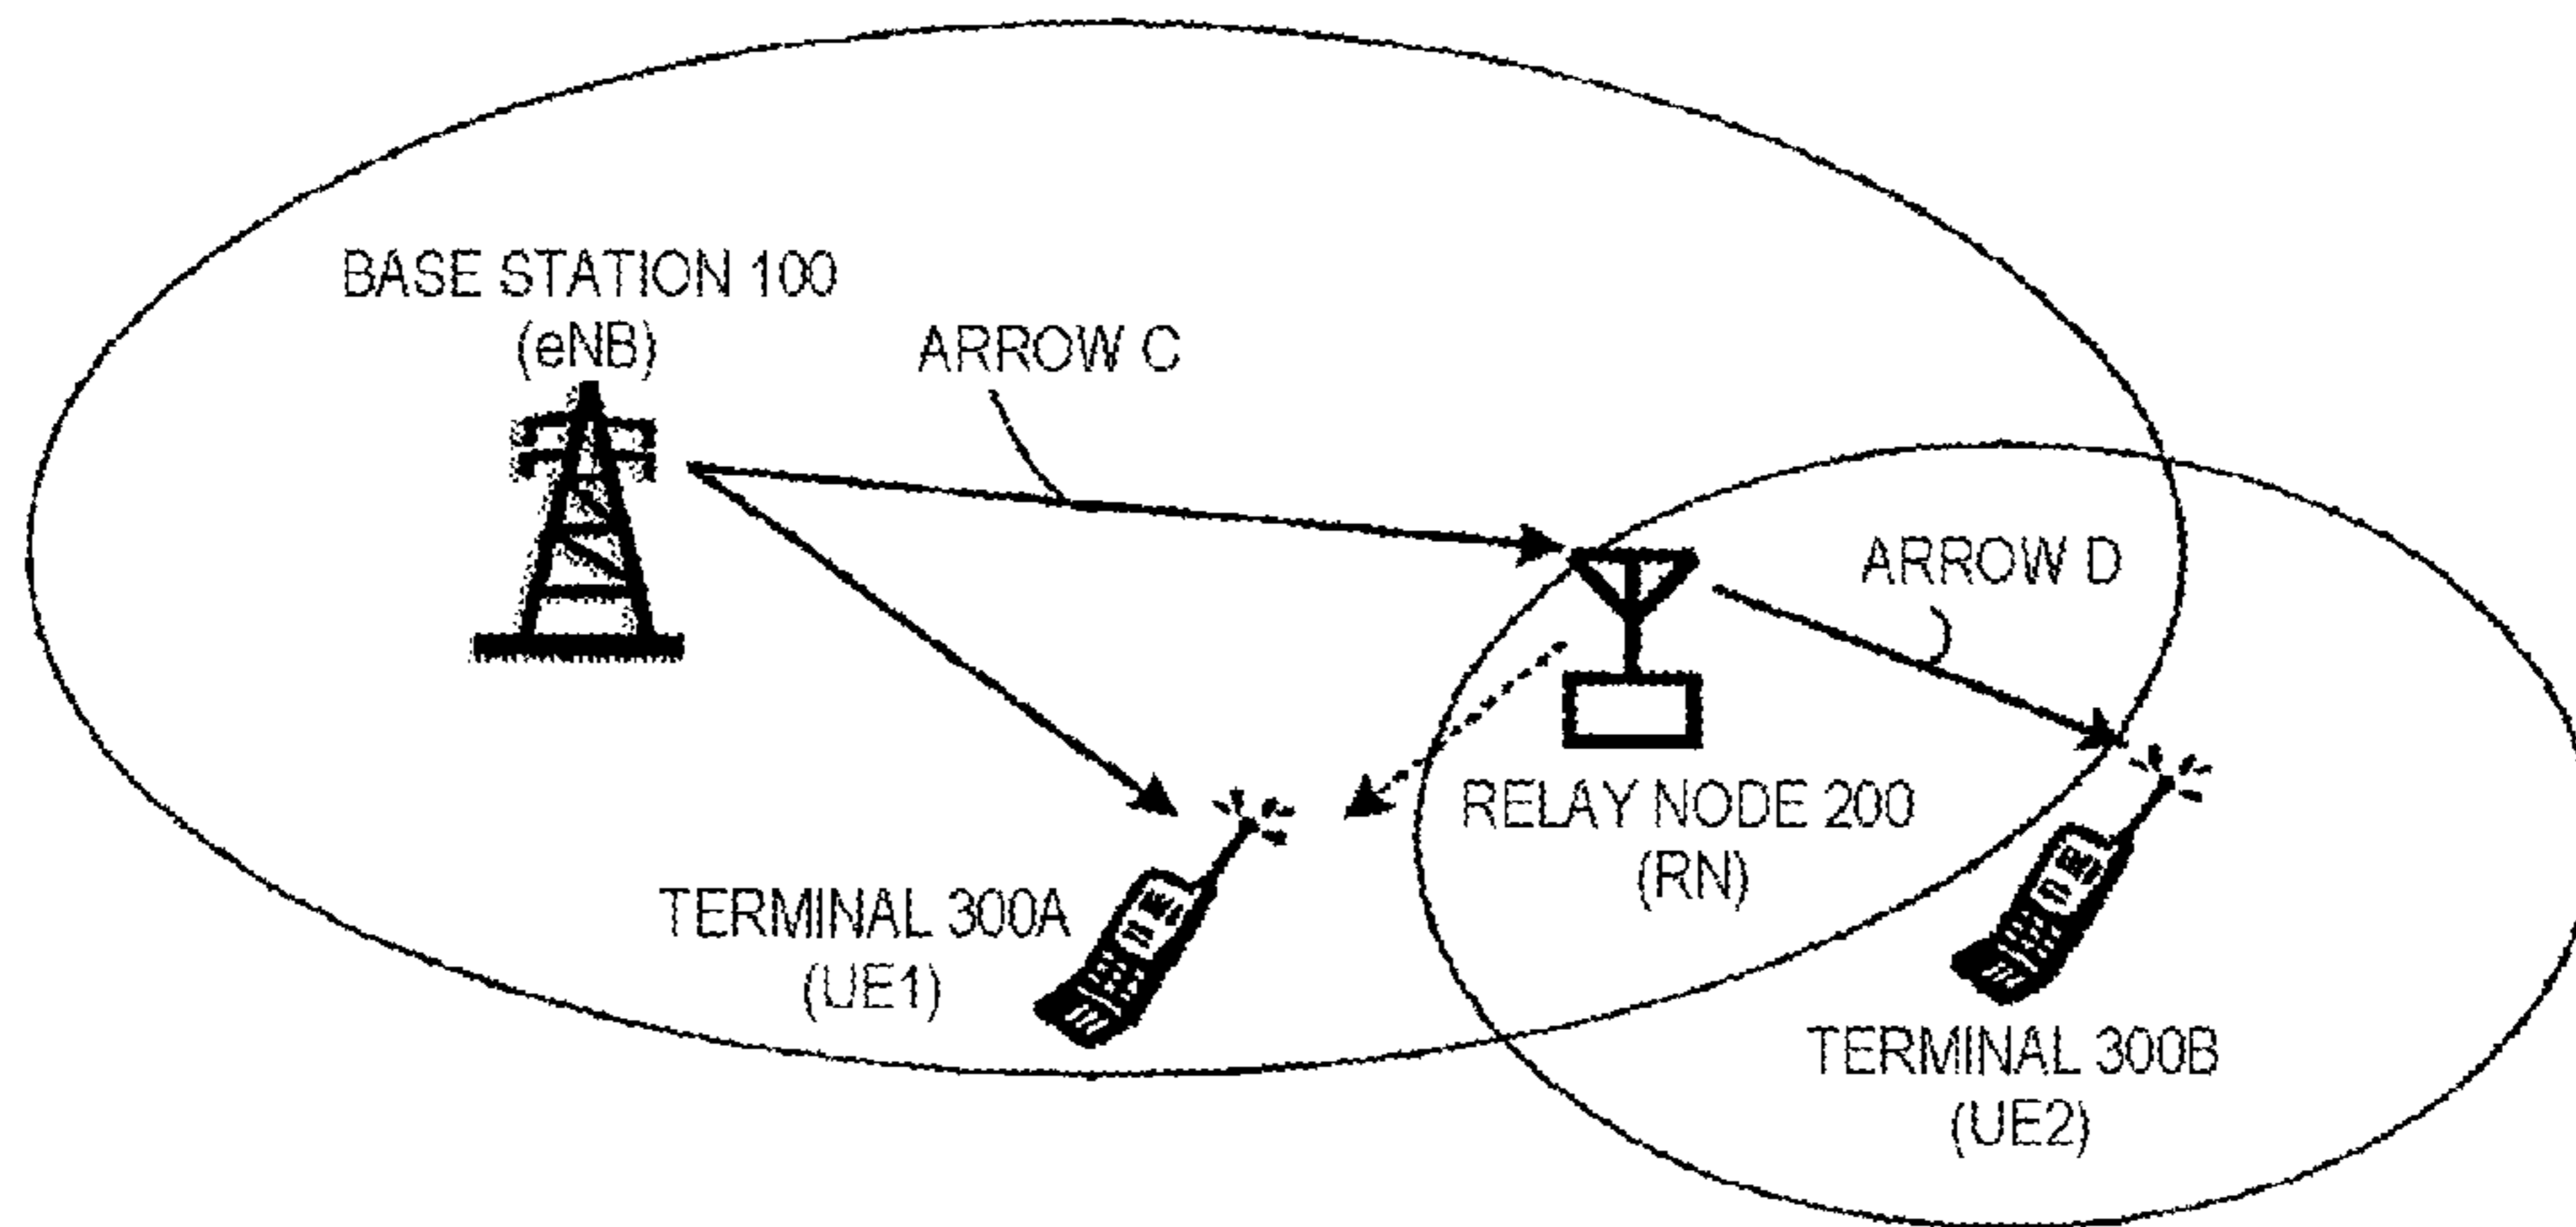 BASE STATION 100
(eNB)
ARROW C
ARROW D
RELAY NODE 200
(RN)
TERMINAL 300A
(UE1)
TERMINAL 300B
(UE2)